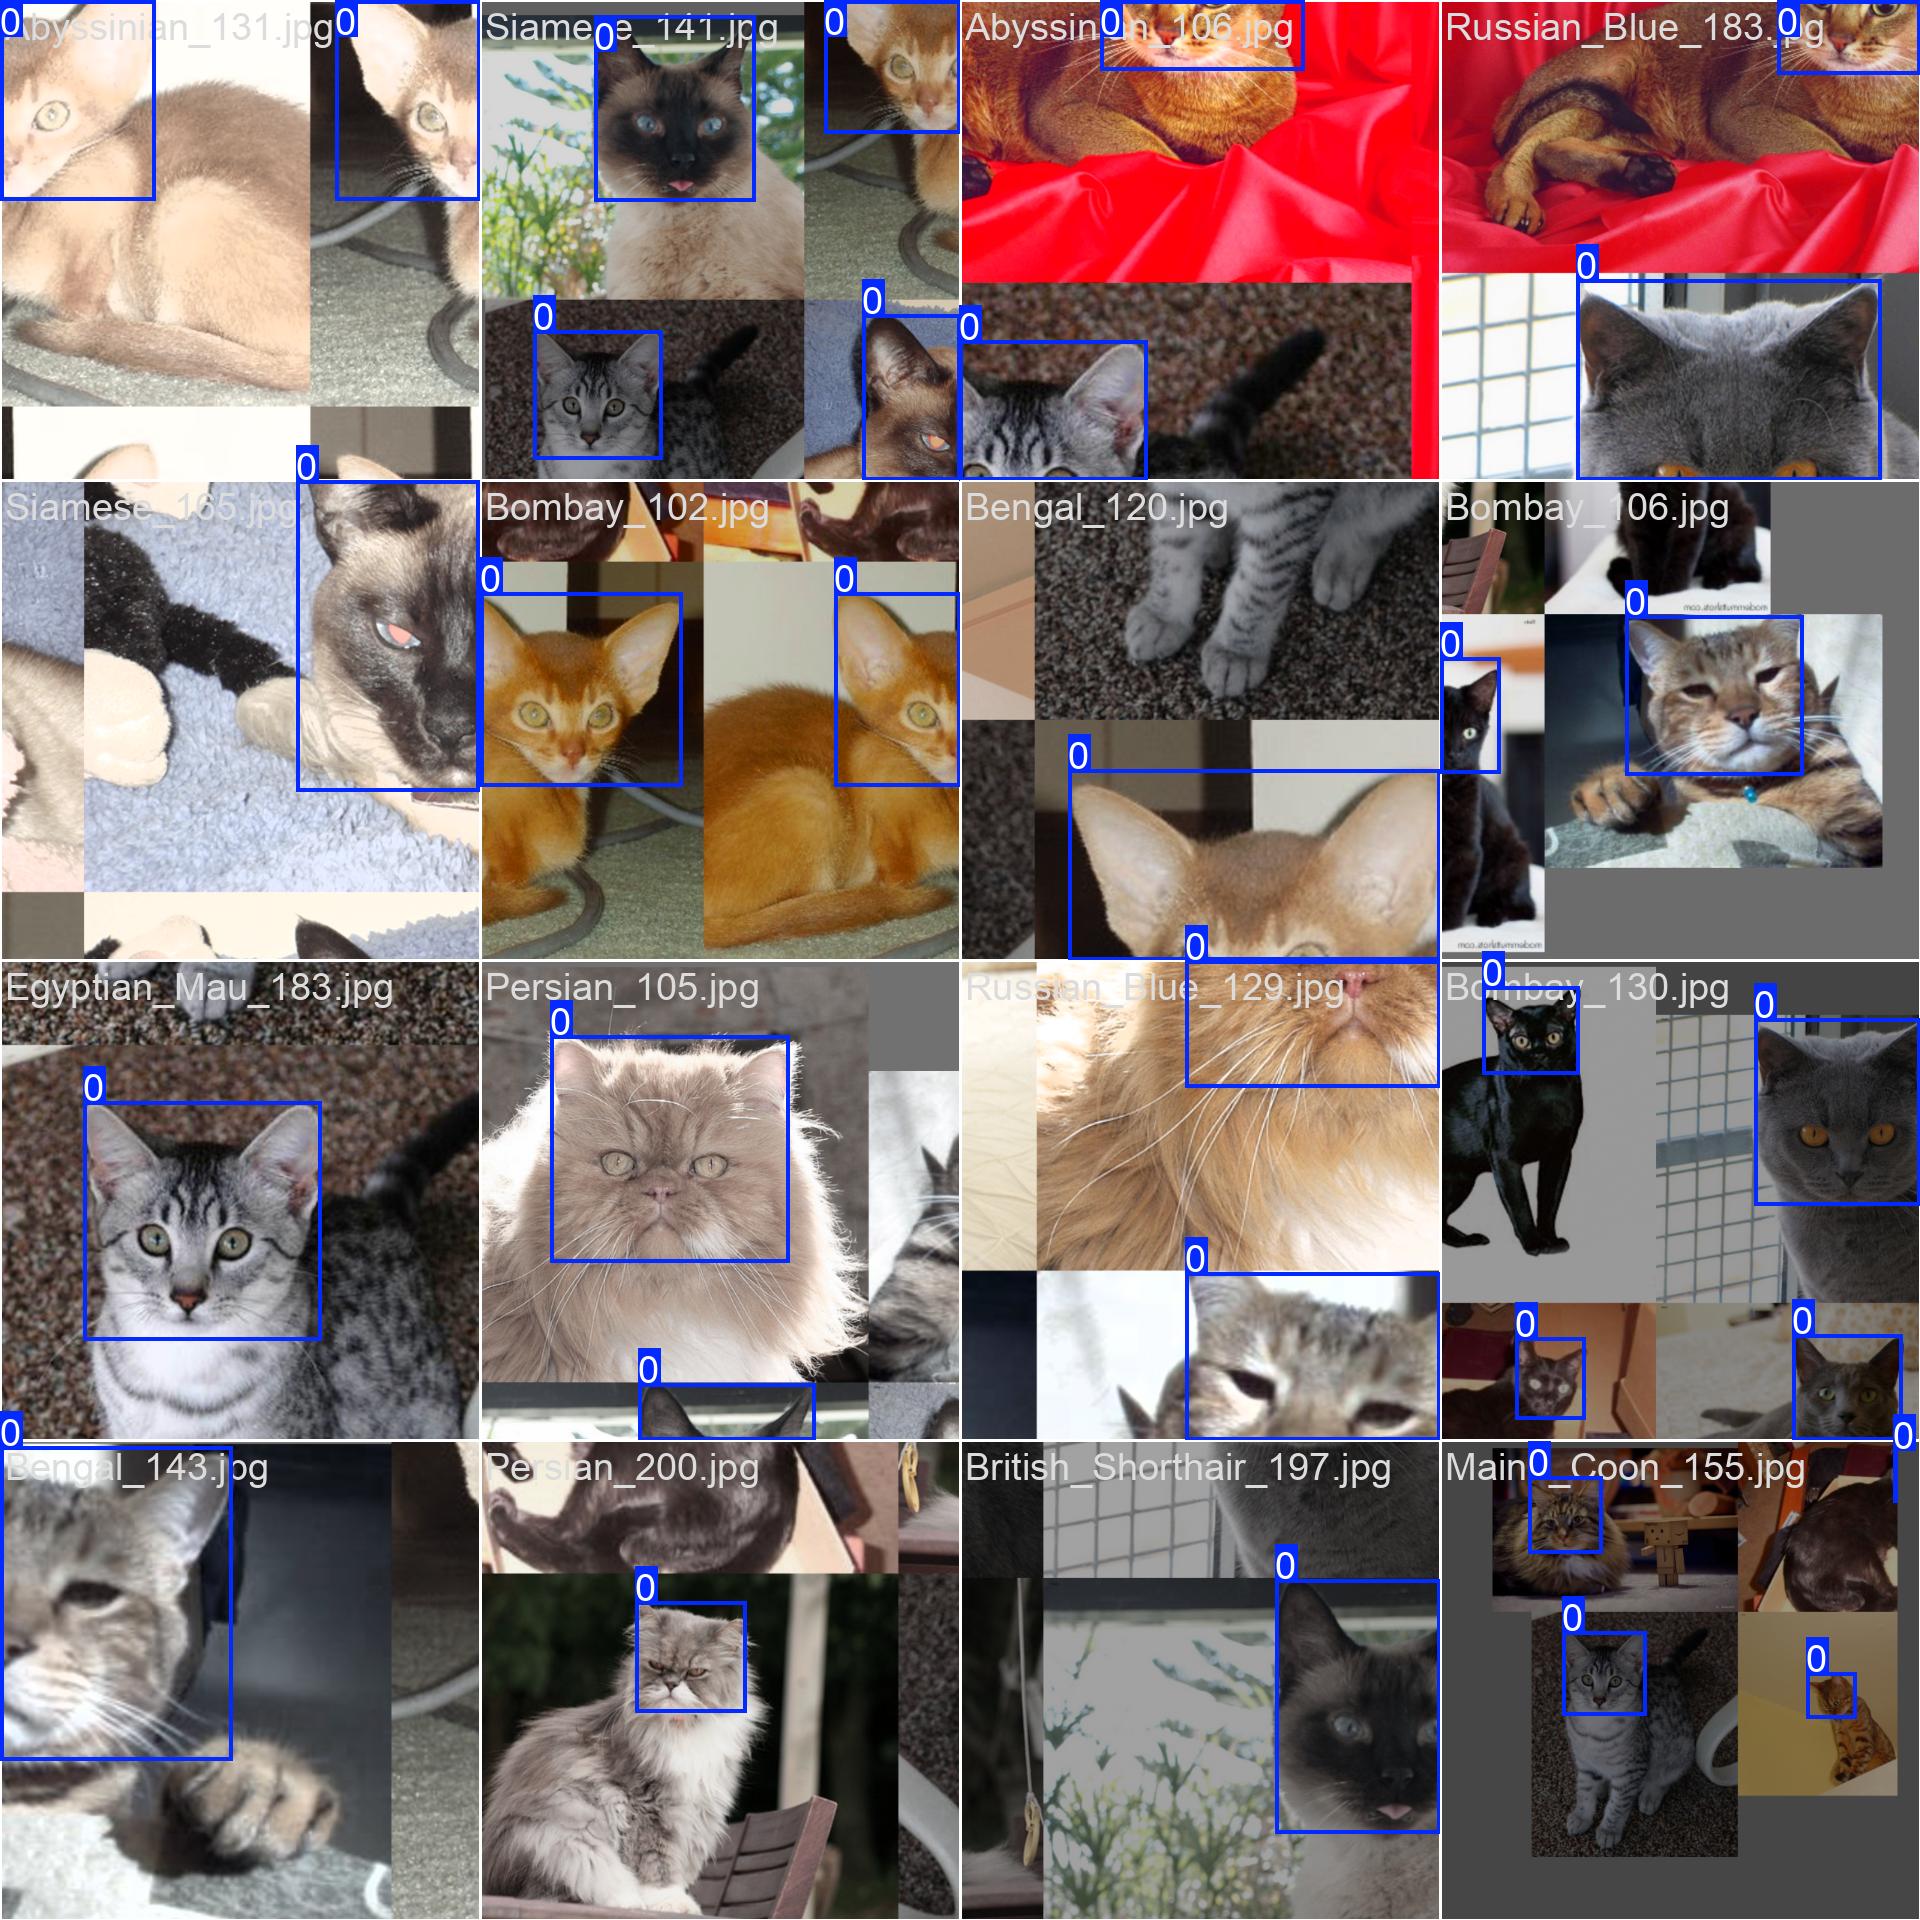 0 Abyssinian_131.jpg 0
Siamese_141.jpg 0 0
Abyssinian_106.jpg 0
Russian_Blue_183.jpg 0
0
0
0
0
0
Siamese_165.jpg
Bombay_102.jpg
Bengal_120.jpg
Bombay_106.jpg
0
0
0
0
0
0
Egyptian_Mau_183.jpg
Persian_105.jpg
Russian_Blue_129.jpg
Bombay_130.jpg
0
0
0
0
0
0
0
0
0
0
0
Bengal_143.jpg
Persian_200.jpg
British_Shorthair_197.jpg
Maine_Coon_155.jpg
0
0
0
0
0